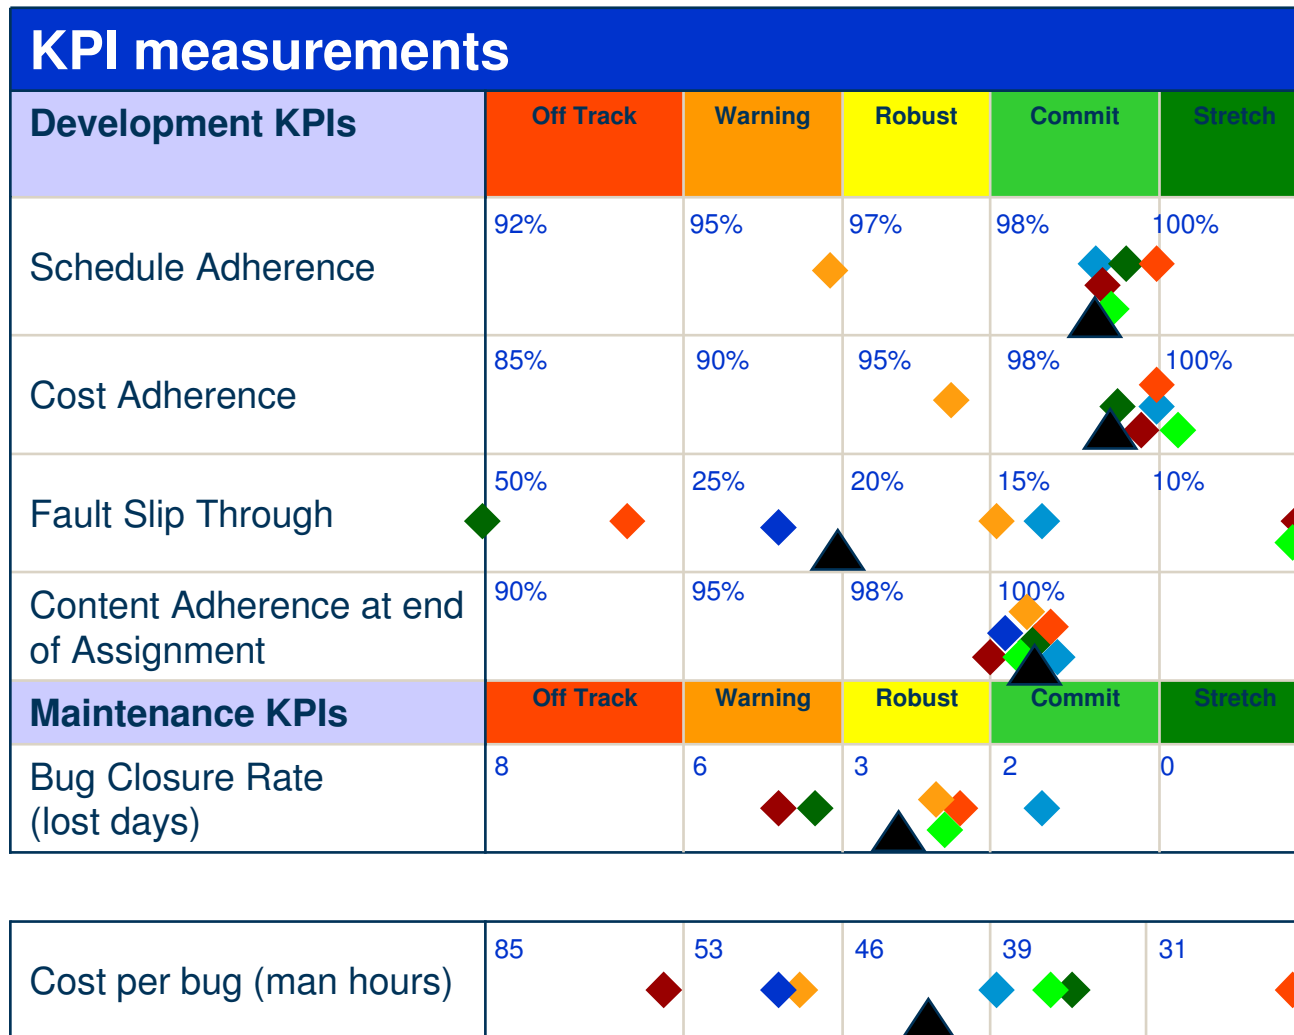 KPI measurements
Development KPIs
Off Track Warning Robust Commit Stretch
92% 95% 97% 98% 100%
Schedule Adherence
85% 90% 95% 98% 100%
Cost Adherence
50% 25% 20% 15% 10%
Fault Slip Through
90% 95% 98% 100%
Content Adherence at end
of Assignment
Off Track Warning Robust Commit Stretch
Maintenance KPIs
8 6 3 2 0
Bug Closure Rate
(lost days)
85 53 46 39 31
Cost per bug (man hours)